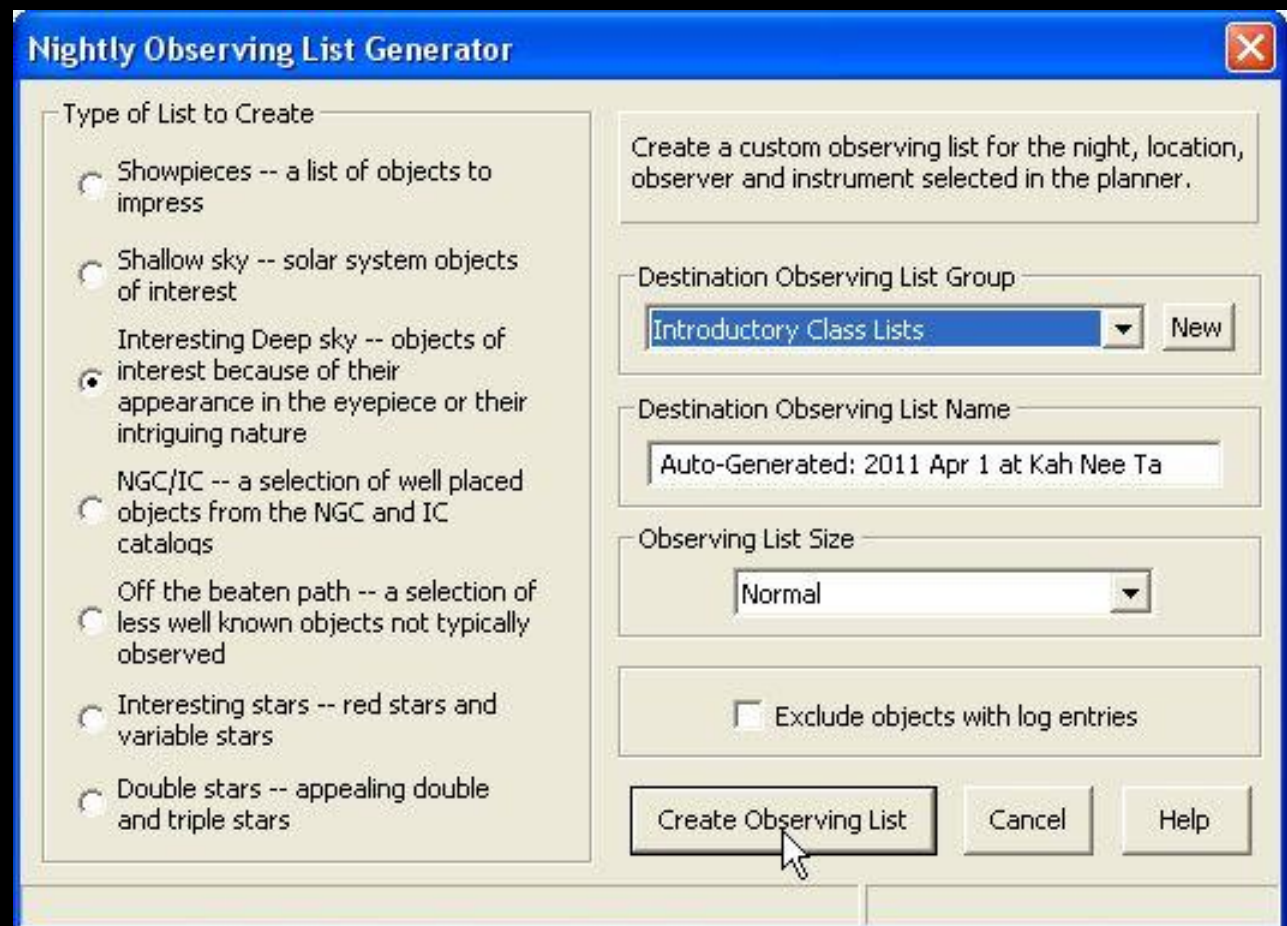 Nightly Observing List Generator
Type of List to Create
Showpieces -- a list of objects to
impress
Shallow sky -- solar system objects
of interest
Interesting Deep sky -- objects of
interest because of their
appearance in the eyepiece or their
intriguing nature
NGC/IC -- a selection of well placed
objects from the NGC and IC
catalogs
Off the beaten path -- a selection of
less well known objects not typically
observed
Interesting stars -- red stars and
variable stars
Double stars -- appealing double
and triple stars
Create a custom observing list for the night, location,
observer and instrument selected in the planner.
Destination Observing List Group
Introductory Class Lists
New
Destination Observing List Name
Auto-Generated: 2011 Apr 1 at Kah Nee Ta
Observing List Size
Normal
Exclude objects with log entries
Create Observing List
Cancel
Help